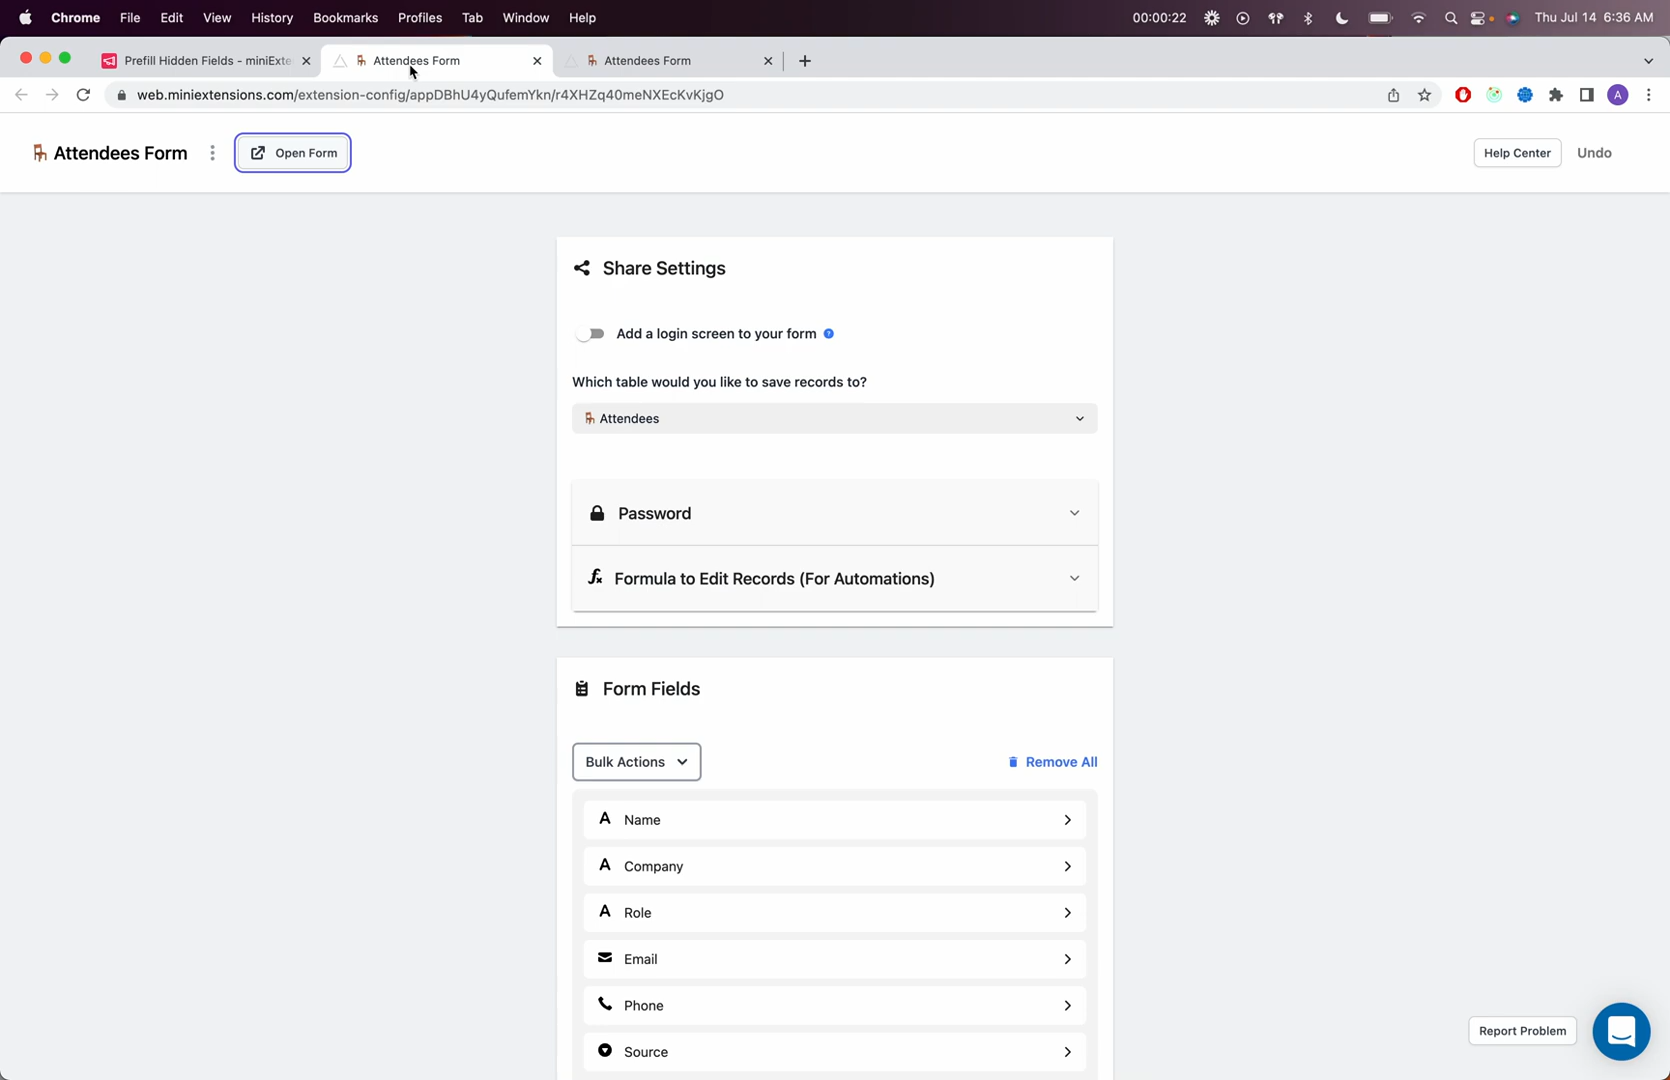 Chrome File Edit View History Bookmarks Profiles Tab Window Help 00:00:22 Thu Jul 14 6:36 AM
Prefill Hidden Fields - miniExte Attendees Form Attendees Form
web.miniextensions.com/extension-config/appDBhU4yQufemYkn/r4XHZq40meNXEcKvKjgO A
Attendees Form Open Form Help Center Undo
Share Settings
Add a login screen to your form ?
Which table would you like to save records to?
Attendees
Password
Formula to Edit Records (For Automations)
Form Fields
Bulk Actions Remove All
A Name
A Company
A Role
Email
Phone
Source
Report Problem